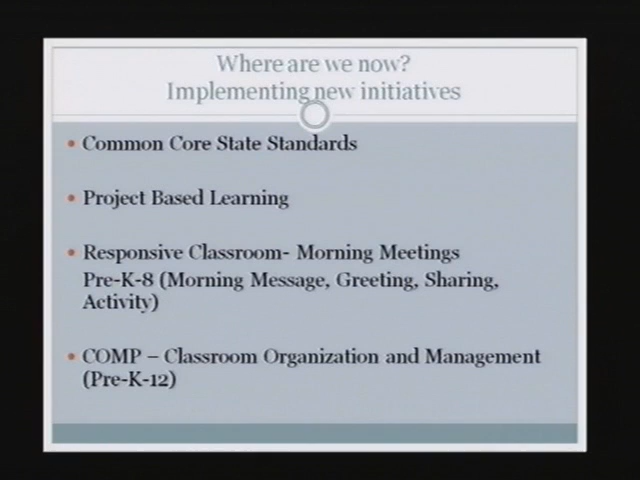 Where are we now?
Implementing new initiatives
• Common Core State Standards
• Project Based Learning
• Responsive Classroom- Morning Meetings
Pre-K-8 (Morning Message, Greeting, Sharing,
Activity)
• COMP – Classroom Organization and Management
(Pre-K-12)